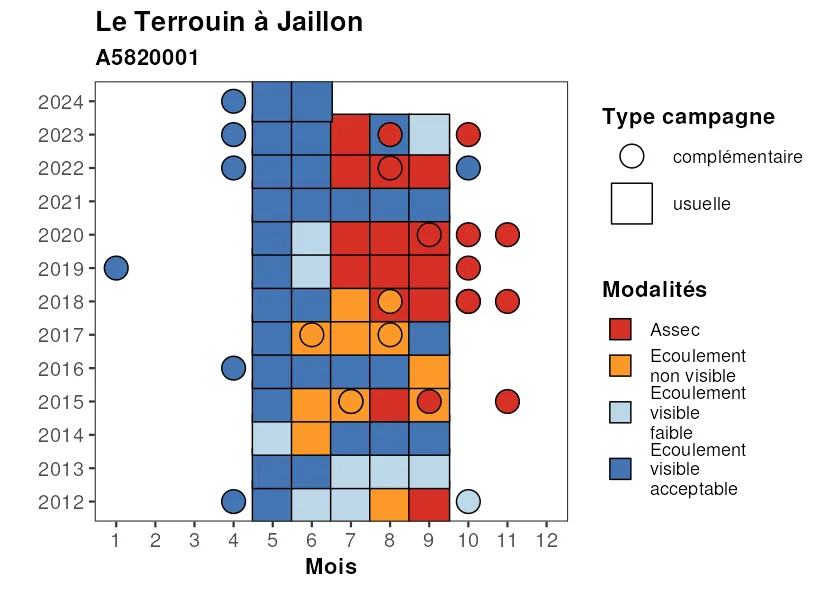 Le Terrouin à Jaillon
A5820001
2024
2023
2022
2021
2020
2019
2018
2017
2016
2015
2014
2013
2012
1 2 3 4 5 6 7 8 9 10 11 12
Mois
Type campagne
complémentaire
usuelle
Modalités
Assec
Ecoulement
non visible
Ecoulement
visible
faible
Ecoulement
visible
acceptable